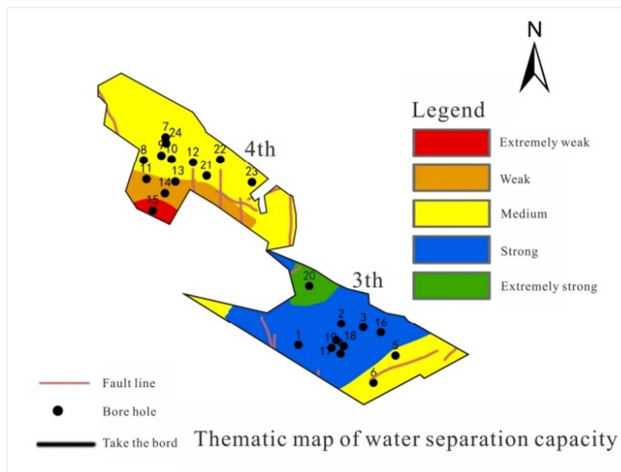 N
Legend
Extremely weak
Weak
Medium
Strong
Extremely strong
4th
7
24
9
8
10
12
22
21
23
11
13
14
15
3th
20
2
3
16
1
19
18
17
5
6
Fault line
Bore hole
Take the bord
Thematic map of water separation capacity